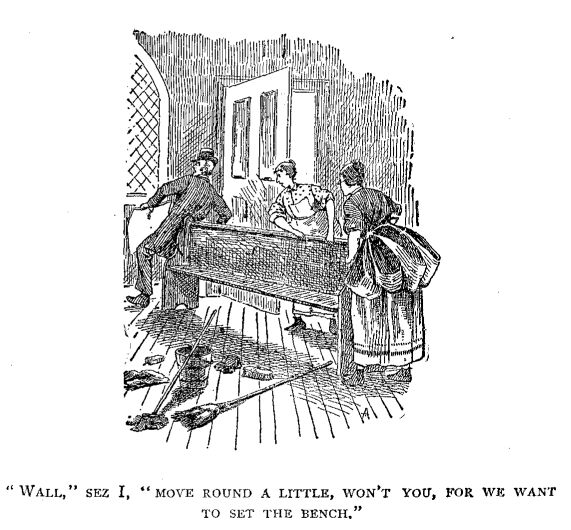 “ WALL,” SEZ I, “ MOVE ROUND A LITTLE, WON’T YOU, FOR WE WANT
TO SET THE BENCH.”